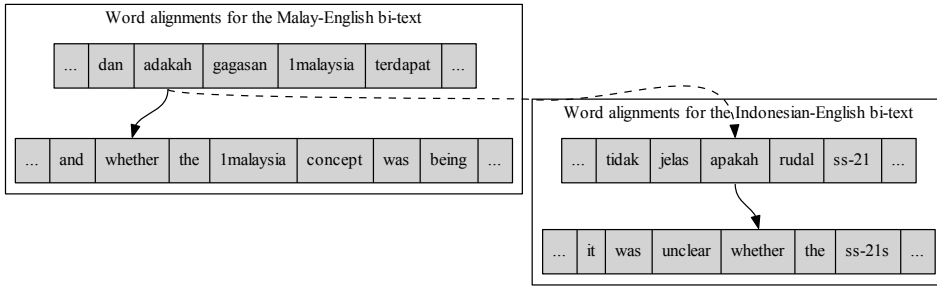 Word alignments for the Malay-English bi-text
... dan adakah gagasan 1malaysia terdapat ...
... and whether the 1malaysia concept was being ...
Word alignments for the Indonesian-English bi-text
... tidak jelas apakah rudal ss-21 ...
... it was unclear whether the ss-21s ...